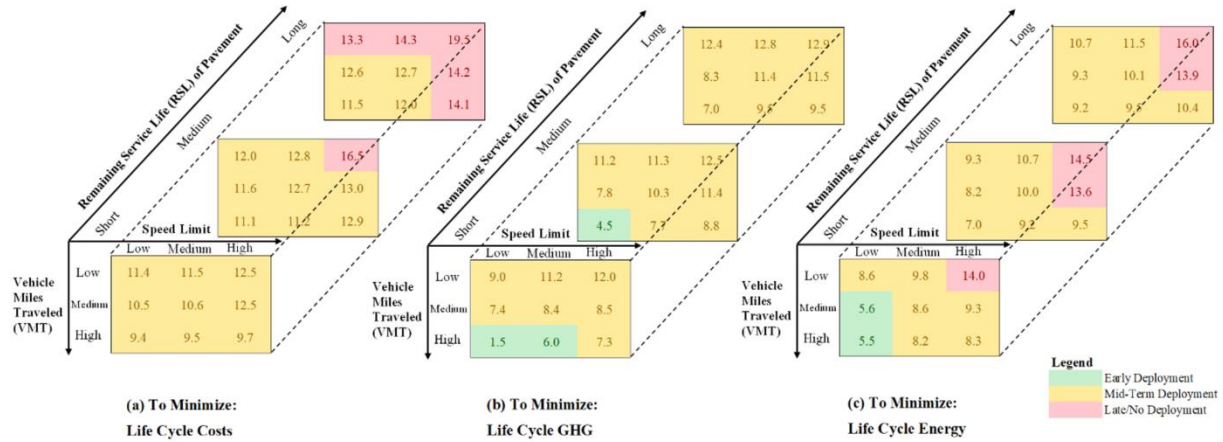 Remaining Service Life (RSL) of Pavement
Short
Medium
Long
13.3 14.3 19.5
12.6 12.7 14.2
11.5 12.0 14.1
12.0 12.8 16.5
11.6 12.7 13.0
11.1 11.2 12.9
Speed Limit
Low Medium High
Vehicle
Miles
Traveled
(VMT)
Low 11.4 11.5 12.5
Medium 10.5 10.6 12.5
High 9.4 9.5 9.7
(a) To Minimize:
Life Cycle Costs
Remaining Service Life (RSL) of Pavement
Short
Medium
Long
12.4 12.8 12.9
8.3 11.4 11.5
7.0 9.5
11.2 11.3 12.5
7.8 10.3 11.4
4.5 8.8
Speed Limit
Low Medium High
Vehicle
Miles
Traveled
(VMT)
Low 9.0 11.2 12.0
Medium 7.4 8.4 8.5
High 1.5 6.0 7.3
(b) To Minimize:
Life Cycle GHG
Remaining Service Life (RSL) of Pavement
Short
Medium
Long
10.7 11.5 16.0
9.3 10.1 13.9
9.2 10.4
9.3 10.7 14.5
8.2 10.0 13.6
7.0 9.2 9.5
Speed Limit
Low Medium High
Vehicle
Miles
Traveled
(VMT)
Low 8.6 9.8 14.0
Medium 5.6 8.6 9.3
High 5.5 8.2 8.3
(c) To Minimize:
Life Cycle Energy
Legend
Early Deployment
Mid-Term Deployment
Late/No Deployment